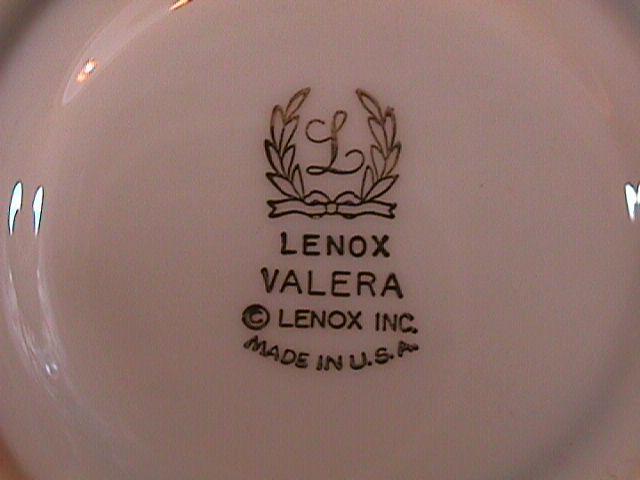 L
LENOX
VALERA
© LENOX INC.
MADE IN U.S.A.